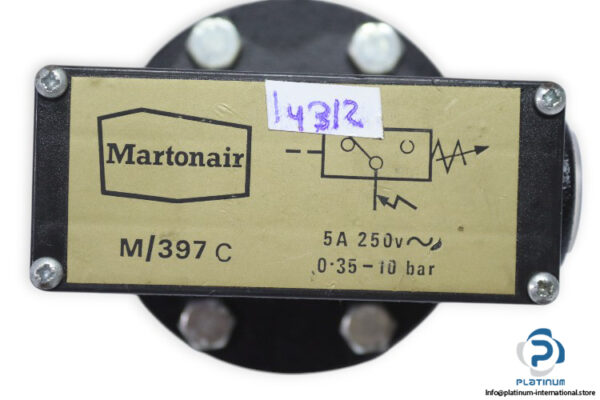 14312
Martonair
M/397 C
5A 250v~
0·35-10 bar
P
PLATINUM
Info@platinum-international.store